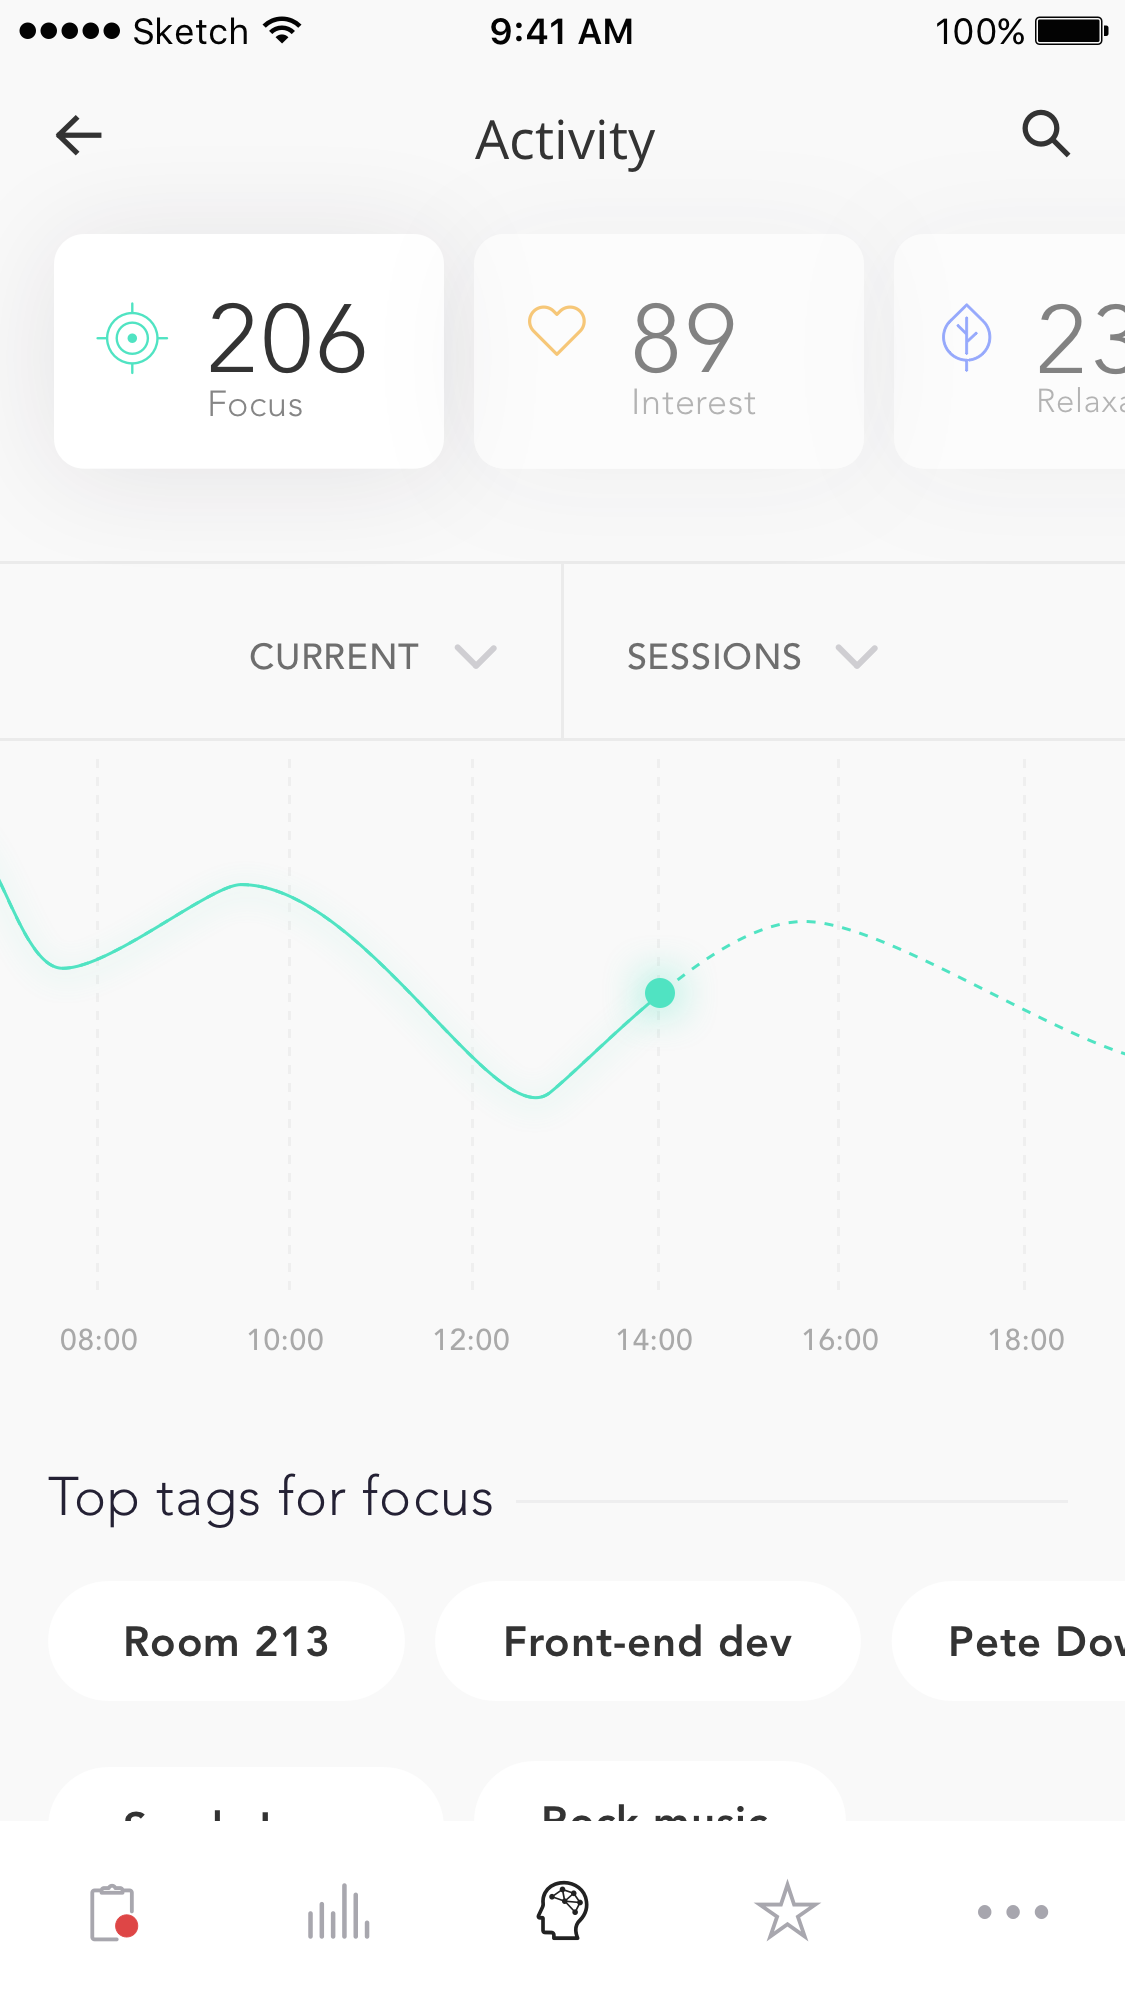 Sketch 9:41 AM 100%
Activity
206 89 23
Focus Interest Relaxa
CURRENT SESSIONS
08:00 10:00 12:00 14:00 16:00 18:00
Top tags for focus
Room 213 Front-end dev Pete Dov
Rock music